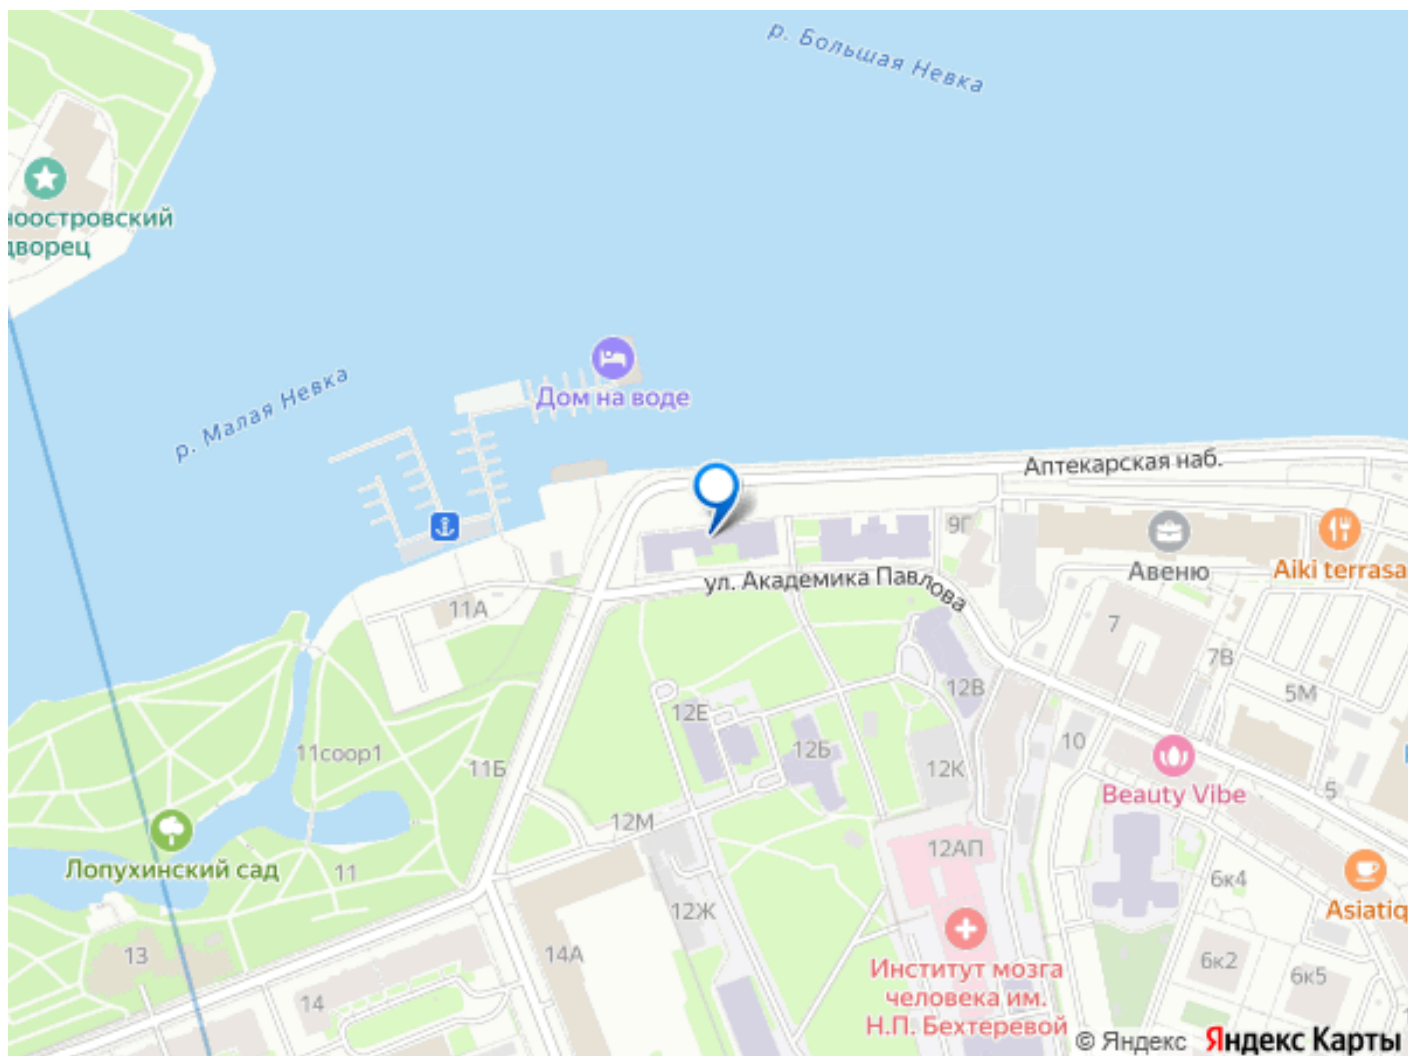 р. Большая Невка
ноостровский
дворец
р. Малая Невка
Дом на воде
Аптекарская наб.
9Г
Авеню
Aiki terrasa
ул. Академика Павлова
11А
7
7В
12В
5М
12Е
12Б
10
11соор1
11Б
12К
Beauty Vibe
5
12М
12АП
Лопухинский сад
11
6к4
12Ж
Asiatiq
13
14А
Институт мозга
человека им.
Н.П. Бехтеревой
6к2
6к5
14
© Яндекс Яндекс Карты